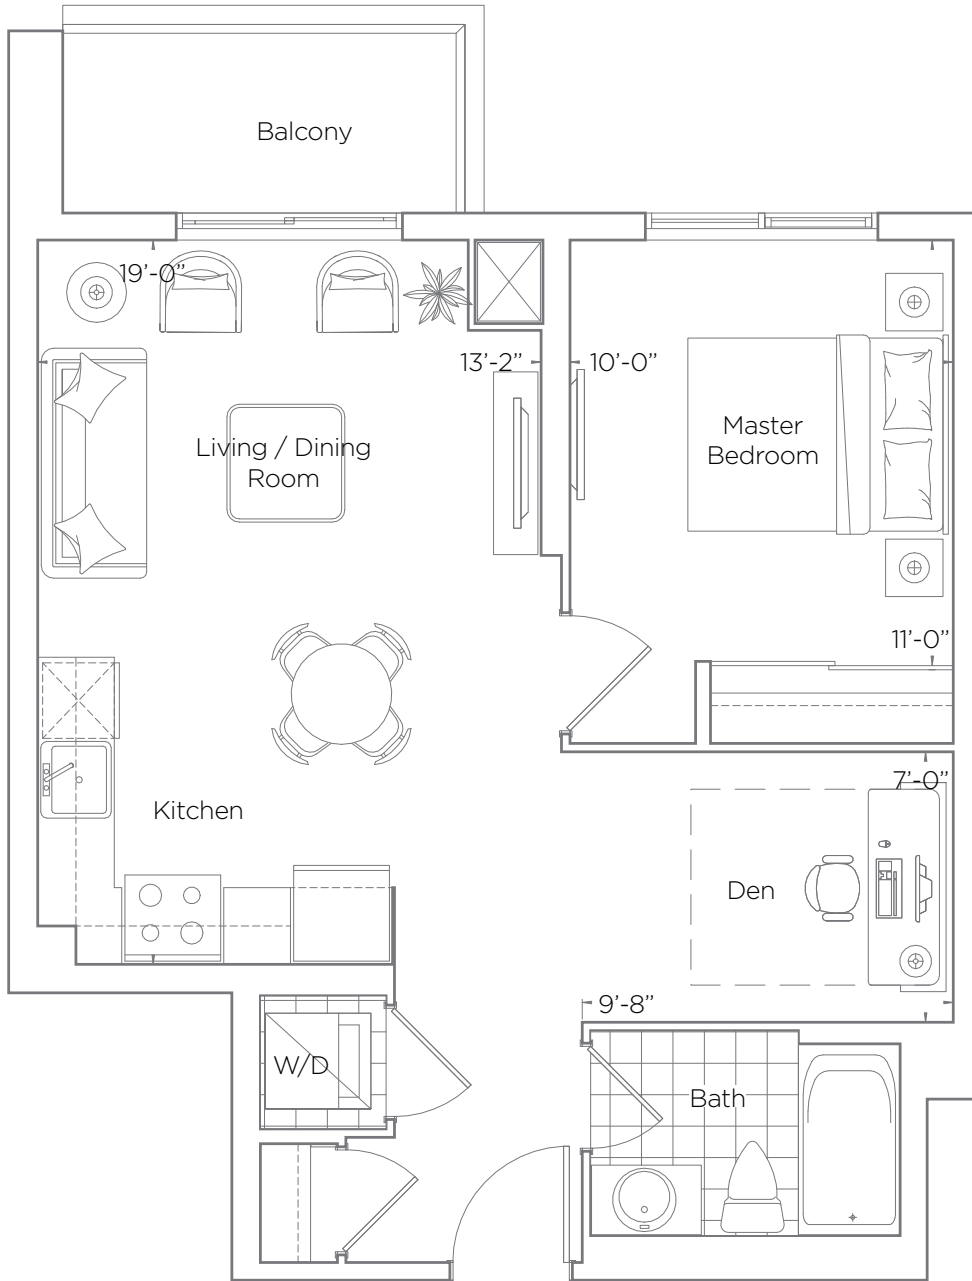 Balcony
19’-0”
13’-2”
10’-0”
Living / Dining
Room
Master
Bedroom
11’-0”
7’-0”
Kitchen
Den
9’-8”
W/D
Bath